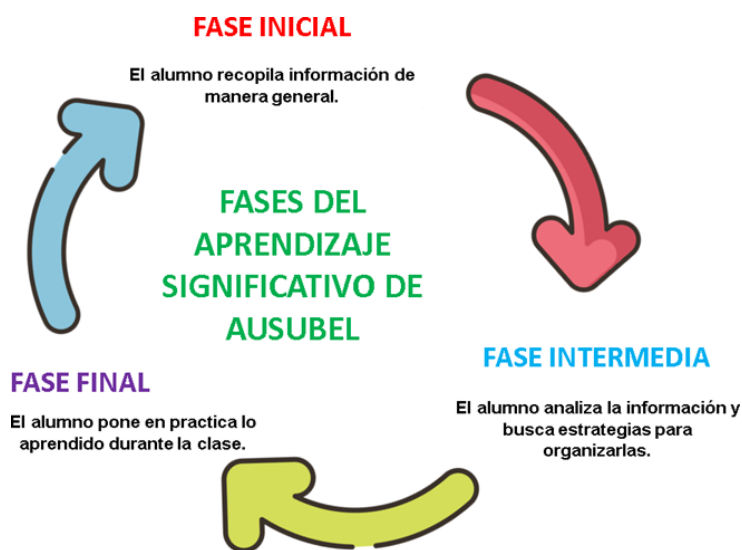 FASE INICIAL
El alumno recopila información de
manera general.
FASES DEL
APRENDIZAJE
SIGNIFICATIVO DE
AUSUBEL
FASE INTERMEDIA
El alumno analiza la información y
busca estrategias para
organizarlas.
FASE FINAL
El alumno pone en practica lo
aprendido durante la clase.